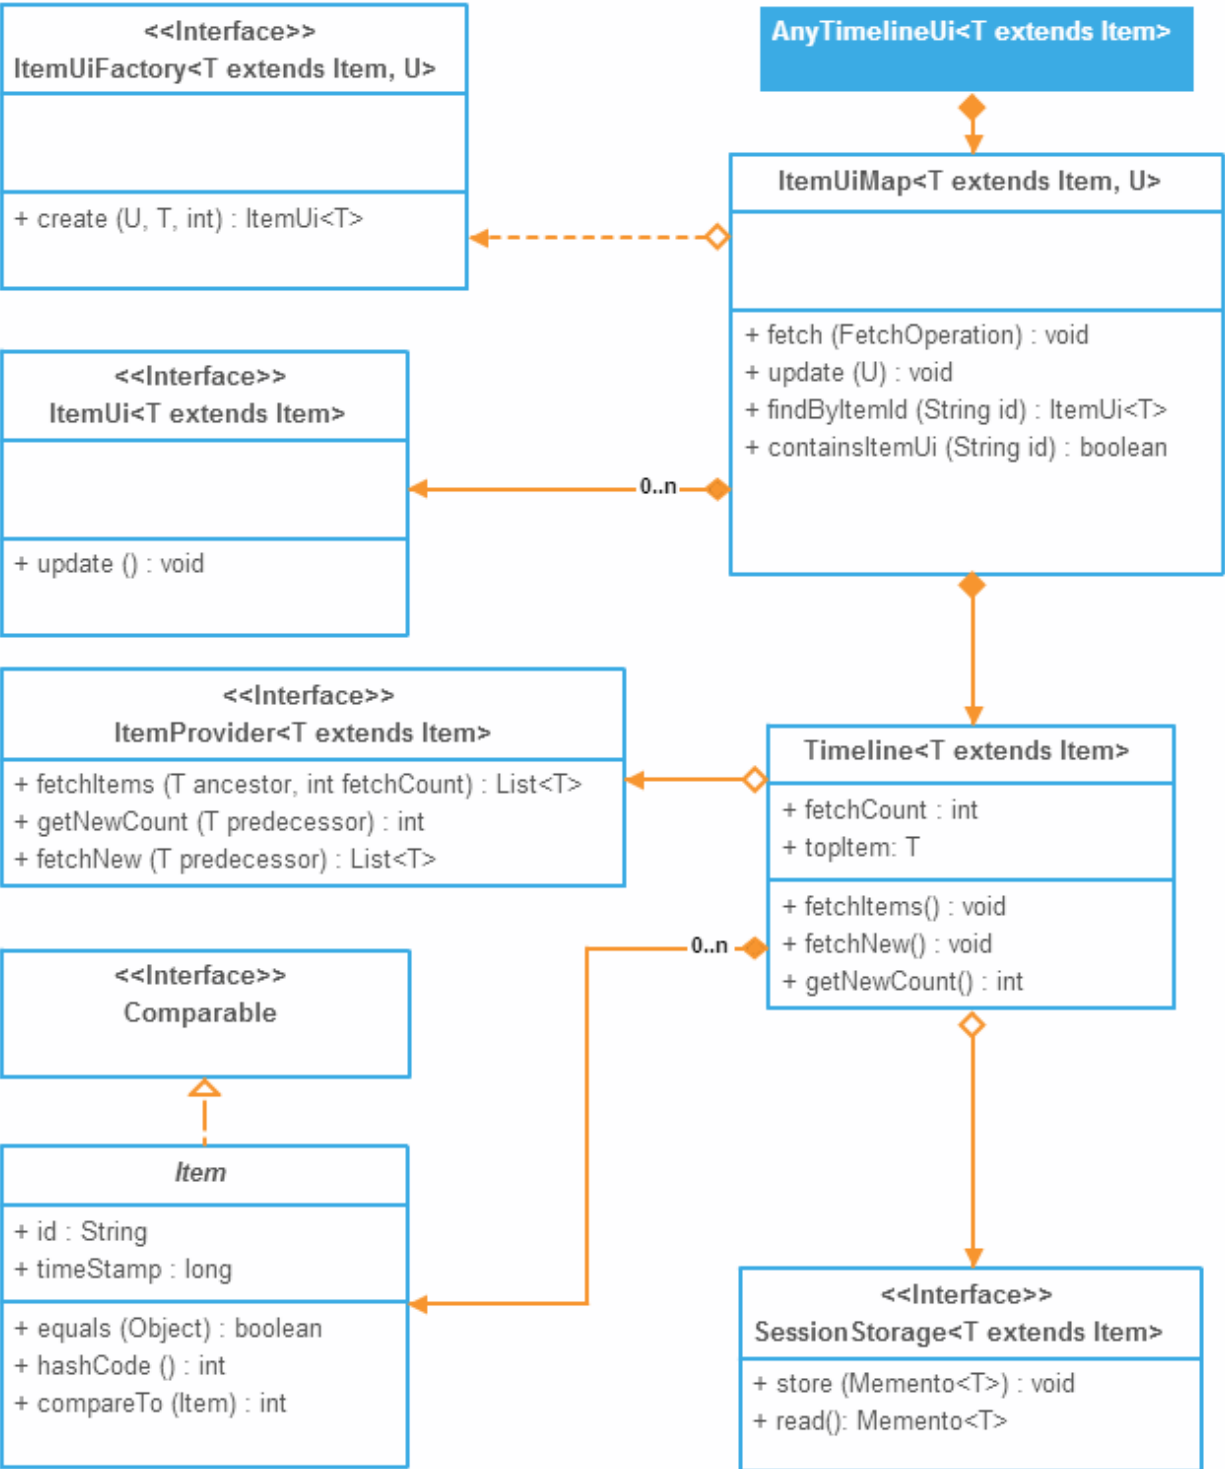 <<Interface>>
ItemUiFactory<T extends Item, U>
+ create (U, T, int) : ItemUi<T>
AnyTimelineUi<T extends Item>
ItemUiMap<T extends Item, U>
+ fetch (FetchOperation) : void
+ update (U) : void
+ findByItemId (String id) : ItemUi<T>
+ containsItemUi (String id) : boolean
<<Interface>>
ItemUi<T extends Item>
+ update () : void
0..n
<<Interface>>
ItemProvider<T extends Item>
+ fetchItems (T ancestor, int fetchCount) : List<T>
+ getNewCount (T predecessor) : int
+ fetchNew (T predecessor) : List<T>
Timeline<T extends Item>
+ fetchCount : int
+ topItem: T
+ fetchItems() : void
+ fetchNew() : void
+ getNewCount() : int
0..n
<<Interface>>
Comparable
Item
+ id : String
+ timeStamp : long
+ equals (Object) : boolean
+ hashCode () : int
+ compareTo (Item) : int
<<Interface>>
SessionStorage<T extends Item>
+ store (Memento<T>) : void
+ read(): Memento<T>